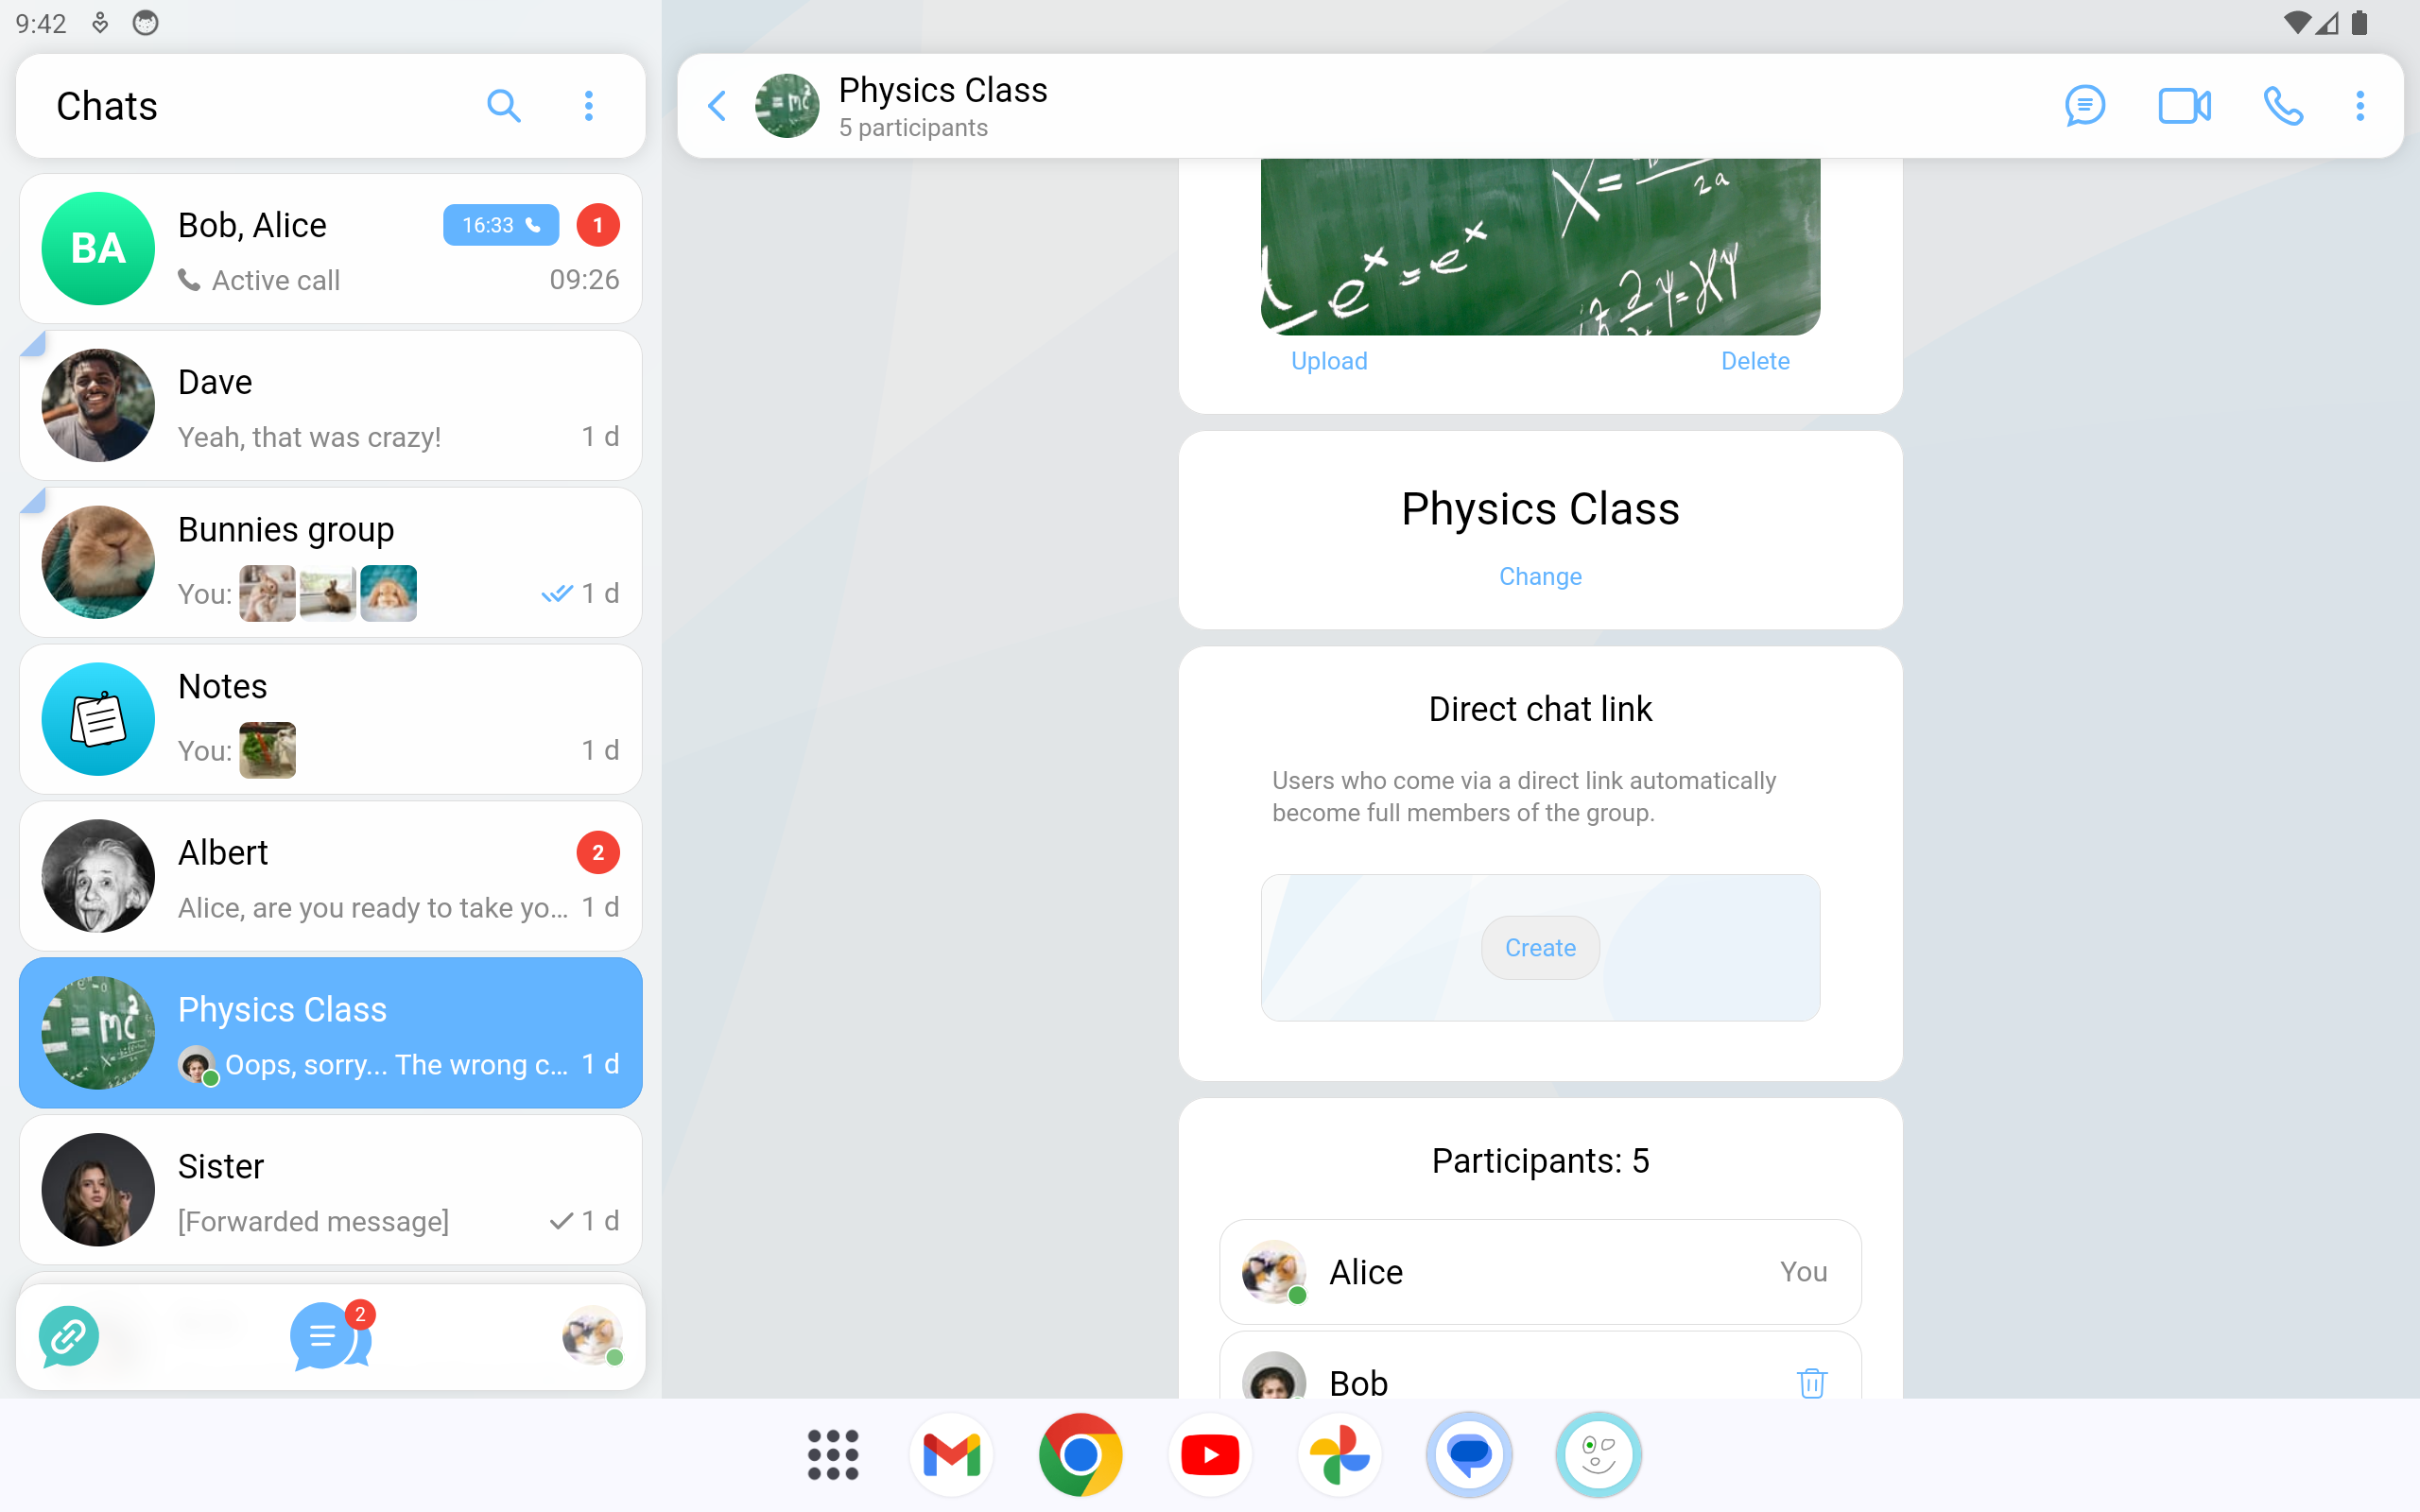 9:42
Chats
Bob, Alice
16:33
1
Active call
09:26
Dave
Yeah, that was crazy!
1 d
Bunnies group
You:
1 d
Notes
You:
1 d
Albert
2
Alice, are you ready to take yo...
1 d
Physics Class
Oops, sorry... The wrong c...
1 d
Sister
[Forwarded message]
1 d
2
Physics Class
5 participants
X=
2a
e^x = e^x
Upload
Delete
Physics Class
Change
Direct chat link
Users who come via a direct link automatically
become full members of the group.
Create
Participants: 5
Alice
You
Bob
BA
= mc²